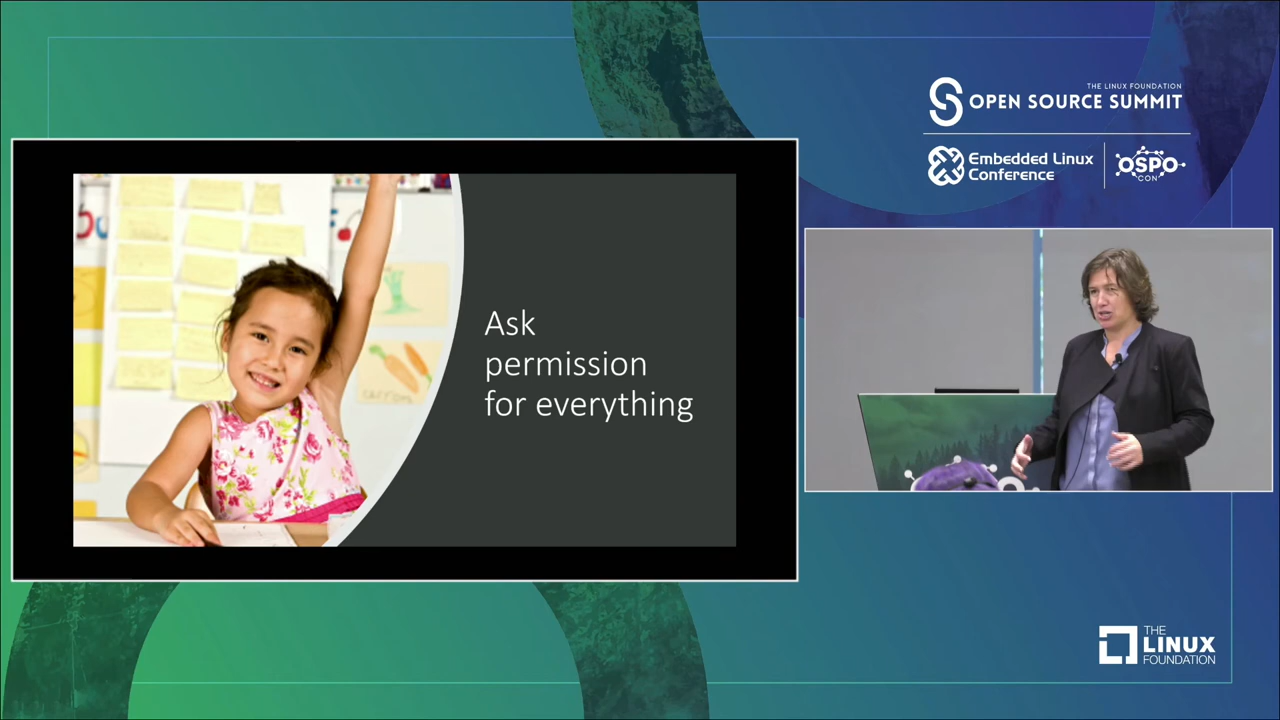 THE LINUX FOUNDATION
OPEN SOURCE SUMMIT
Embedded Linux
Conference
OSPO
CON
Ask
permission
for everything
THE
LINUX
FOUNDATION